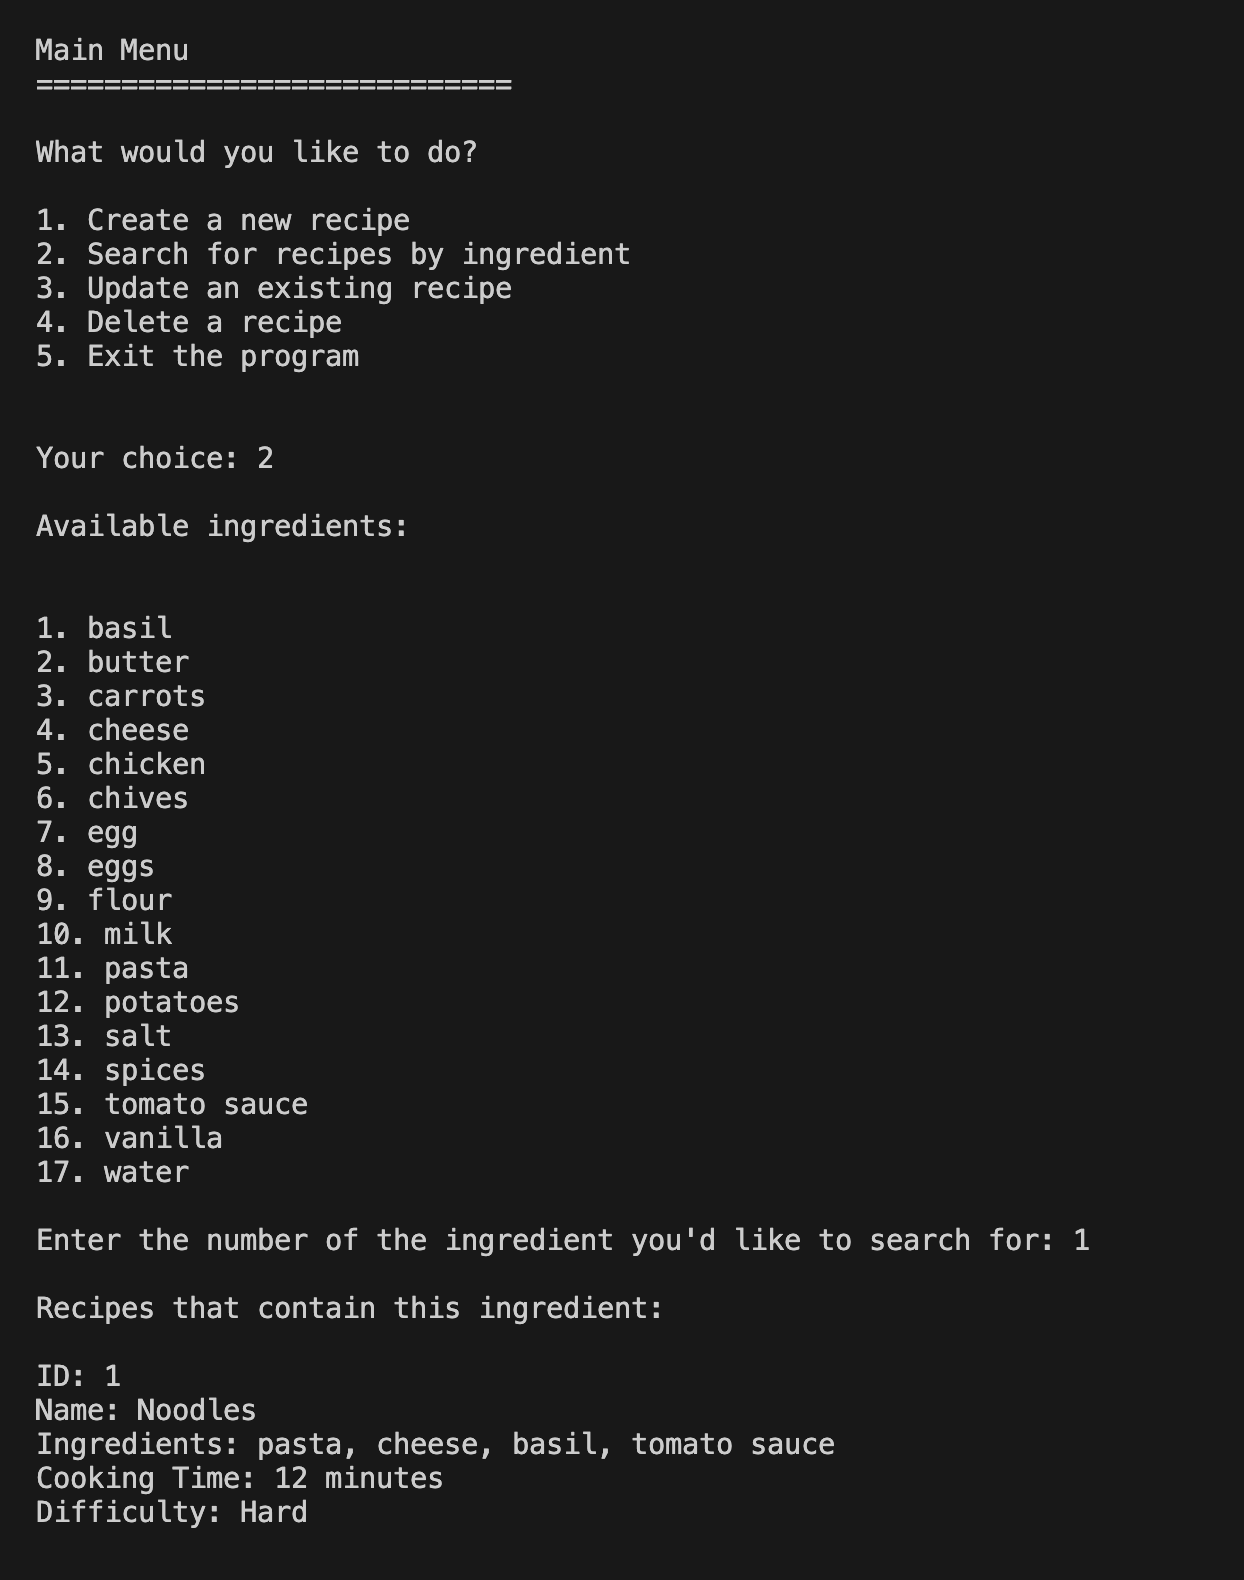 Main Menu
============================
What would you like to do?
1. Create a new recipe
2. Search for recipes by ingredient
3. Update an existing recipe
4. Delete a recipe
5. Exit the program
Your choice: 2
Available ingredients:
1. basil
2. butter
3. carrots
4. cheese
5. chicken
6. chives
7. egg
8. eggs
9. flour
10. milk
11. pasta
12. potatoes
13. salt
14. spices
15. tomato sauce
16. vanilla
17. water
Enter the number of the ingredient you'd like to search for: 1
Recipes that contain this ingredient:
ID: 1
Name: Noodles
Ingredients: pasta, cheese, basil, tomato sauce
Cooking Time: 12 minutes
Difficulty: Hard